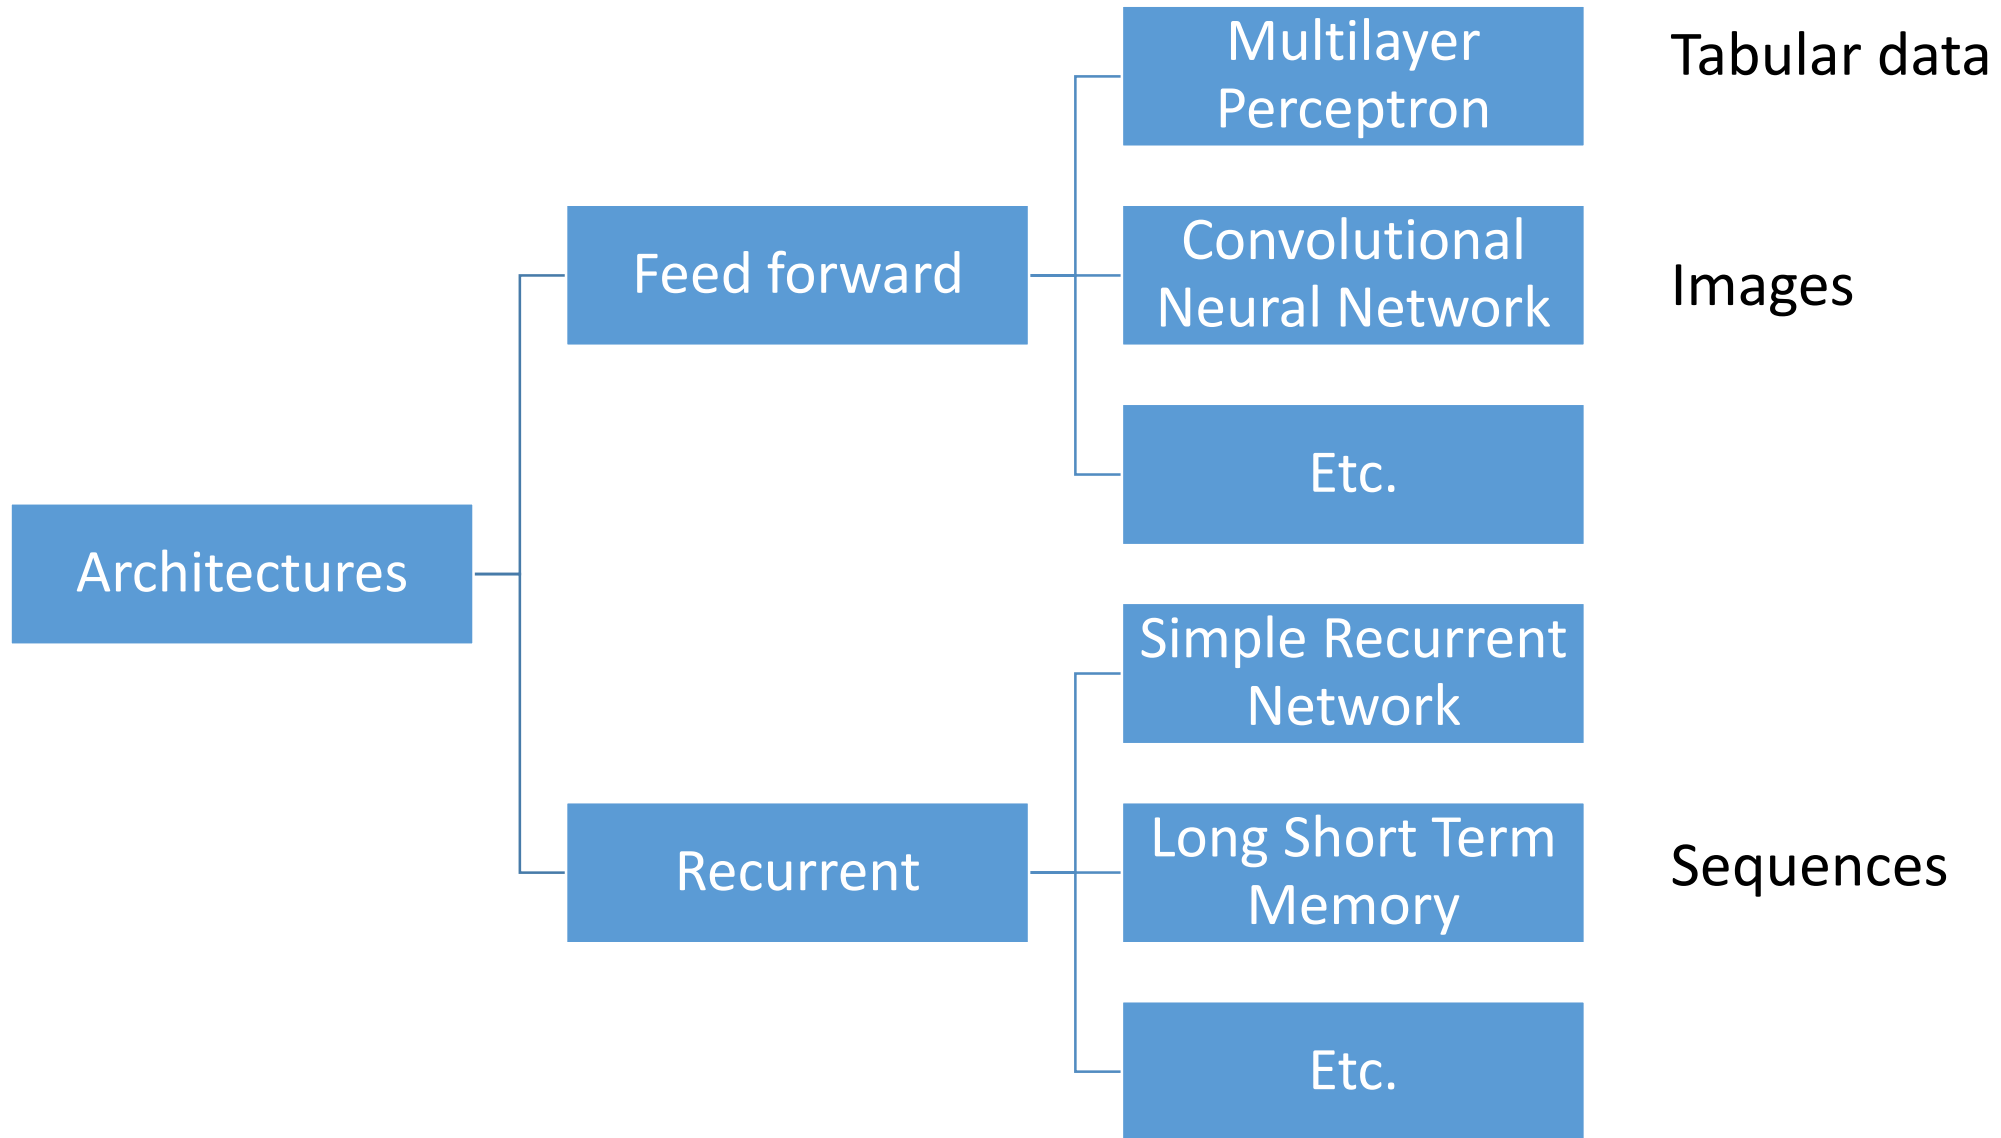 Multilayer
Perceptron
Tabular data
Feed forward
Convolutional
Neural Network
Images
Etc.
Architectures
Simple Recurrent
Network
Recurrent
Long Short Term
Memory
Sequences
Etc.